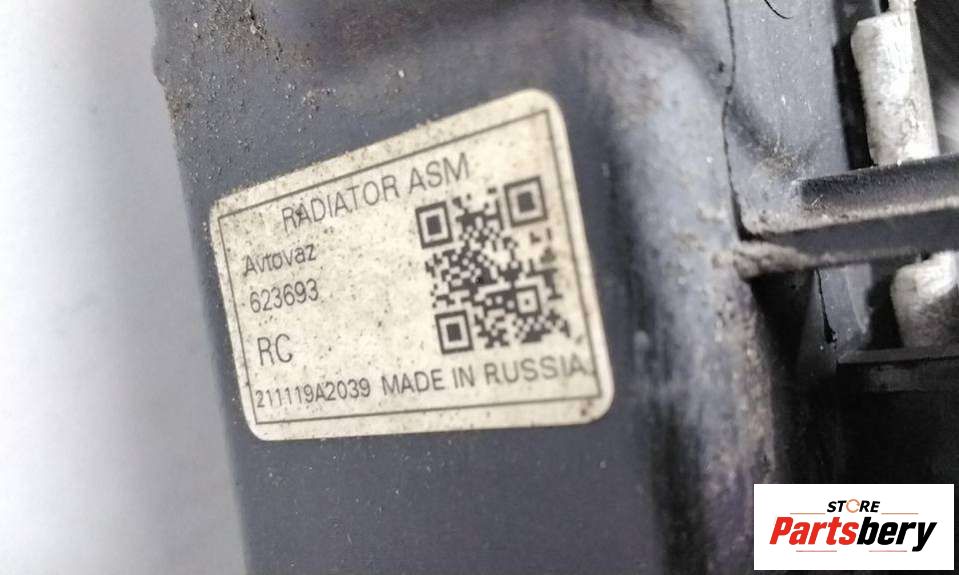 RADIATOR ASM
Avtovaz
623693
RC
211119A2039 MADE IN RUSSIA
STORE
Partsbery